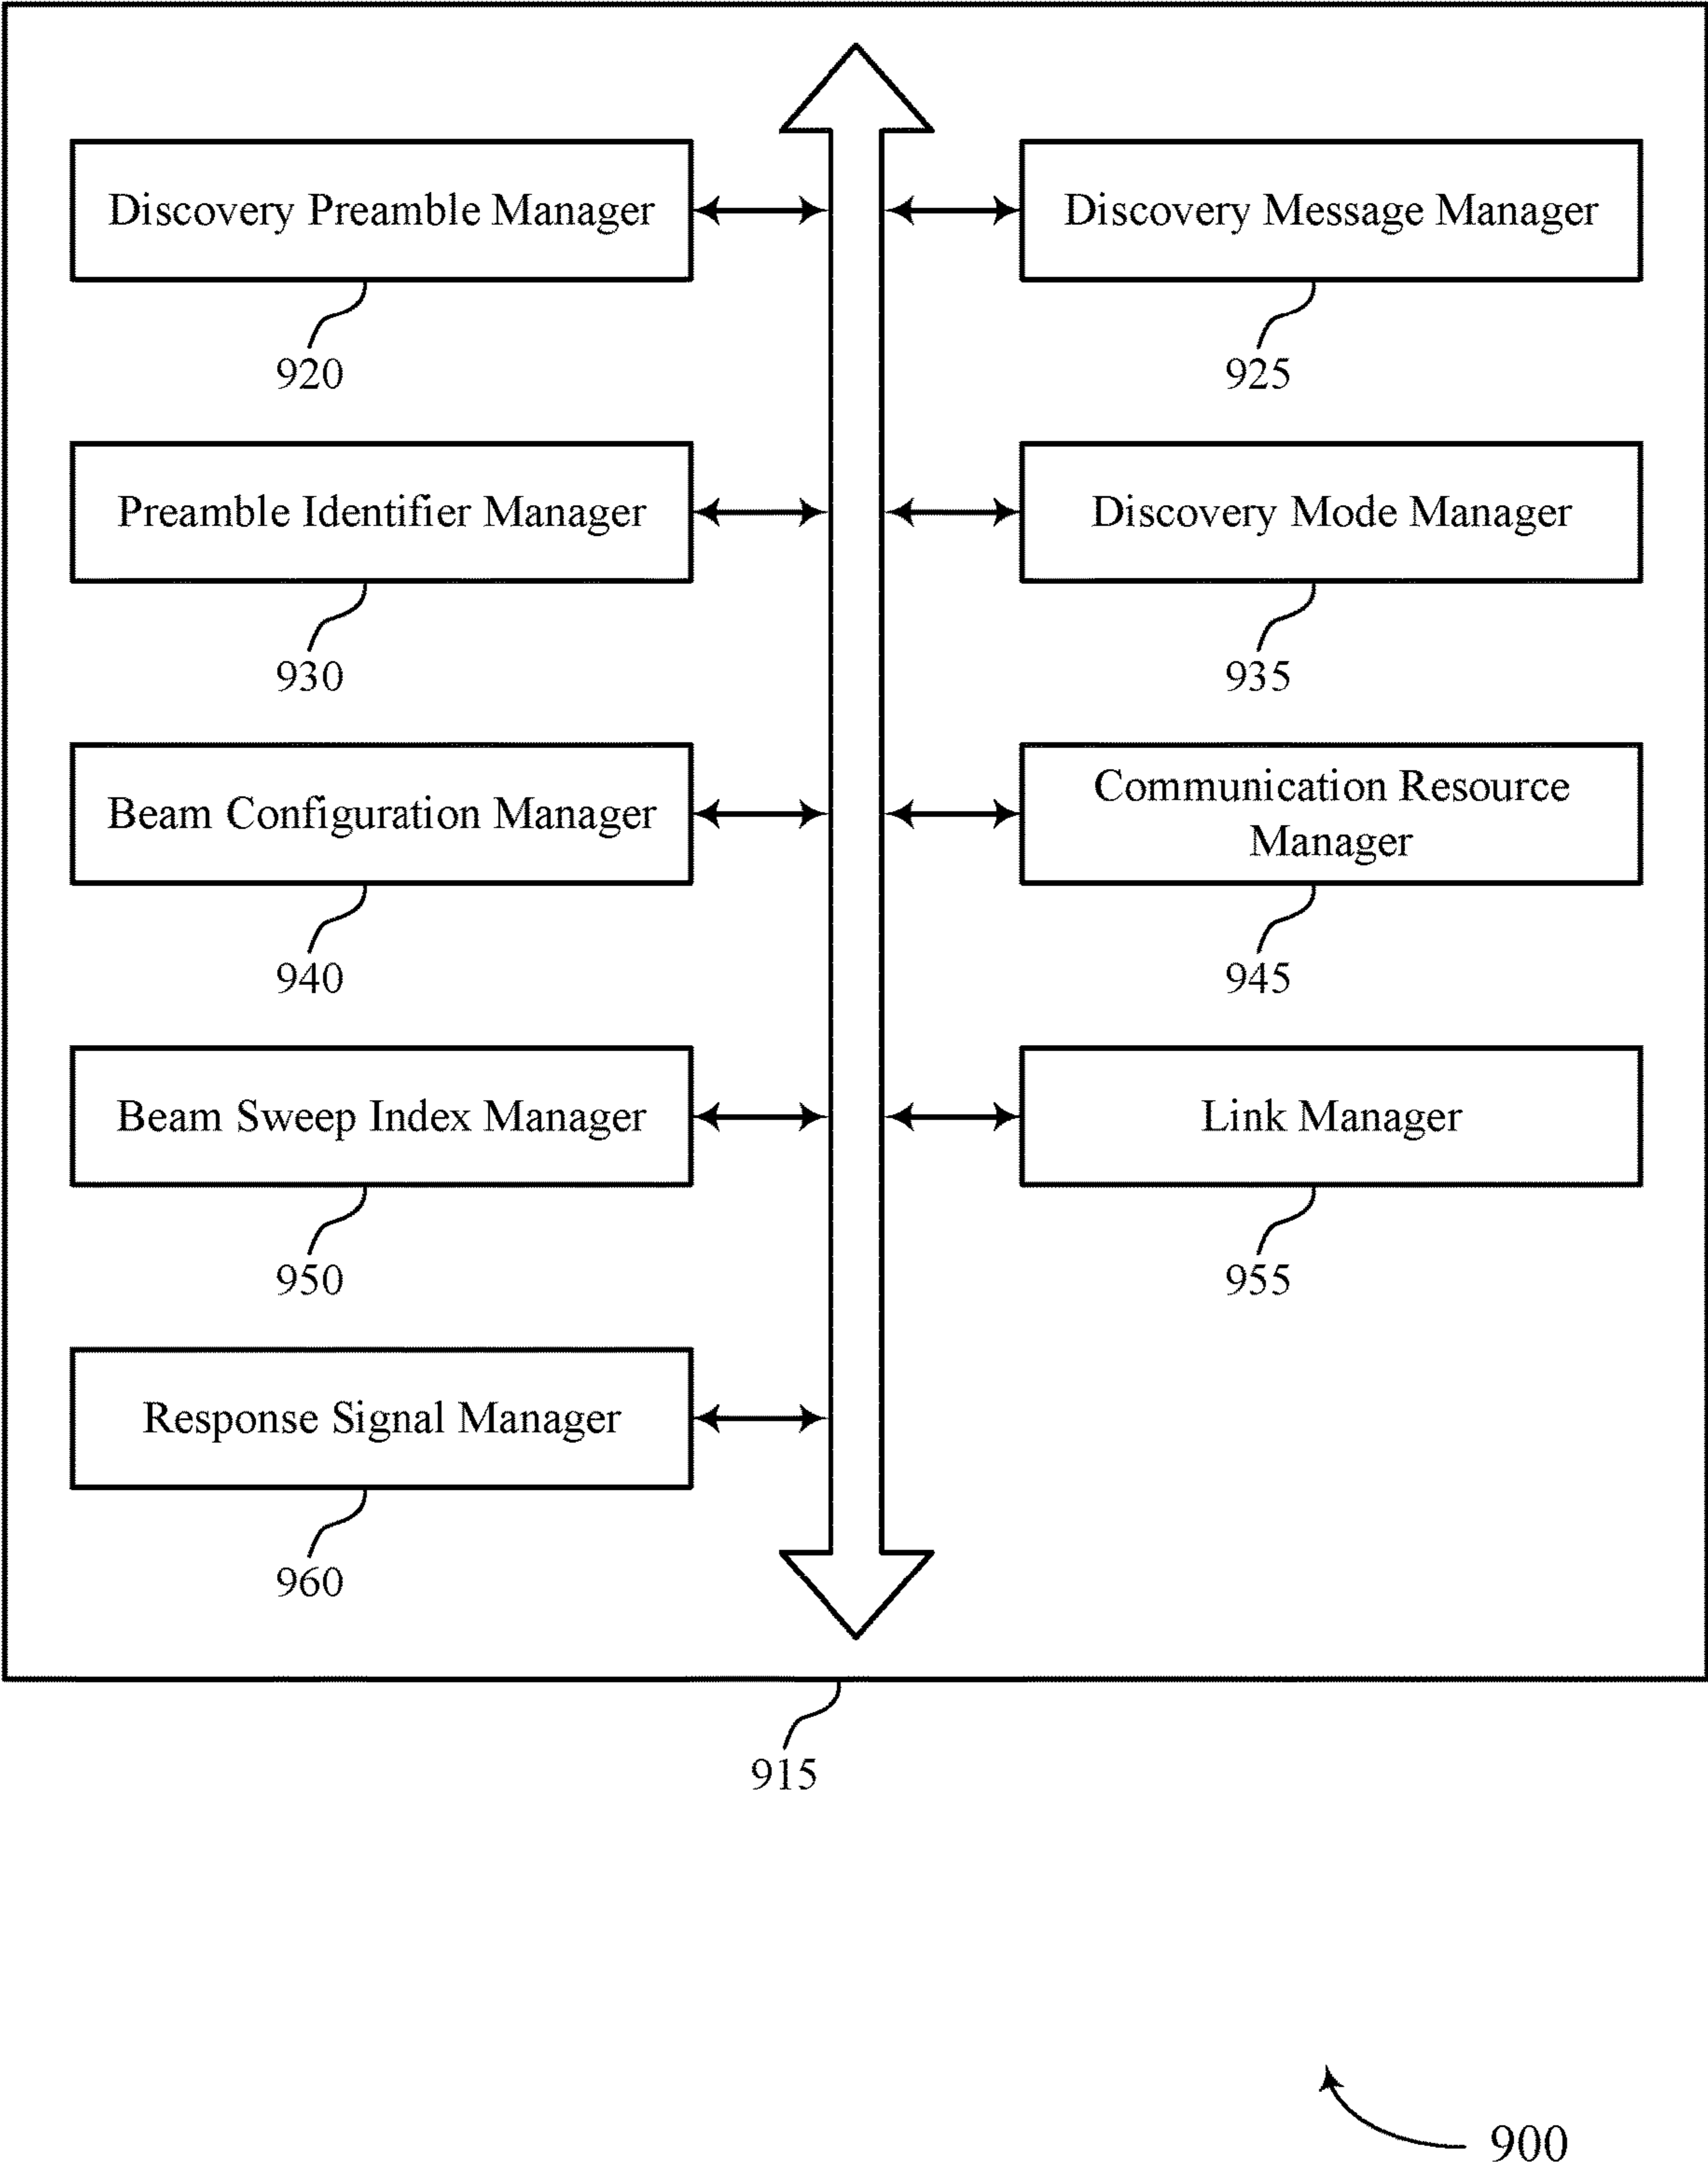 Discovery Preamble Manager
920
Discovery Message Manager
925
Preamble Identifier Manager
930
Discovery Mode Manager
935
Beam Configuration Manager
940
Communication Resource
Manager
945
Beam Sweep Index Manager
950
Link Manager
955
Response Signal Manager
960
915
900